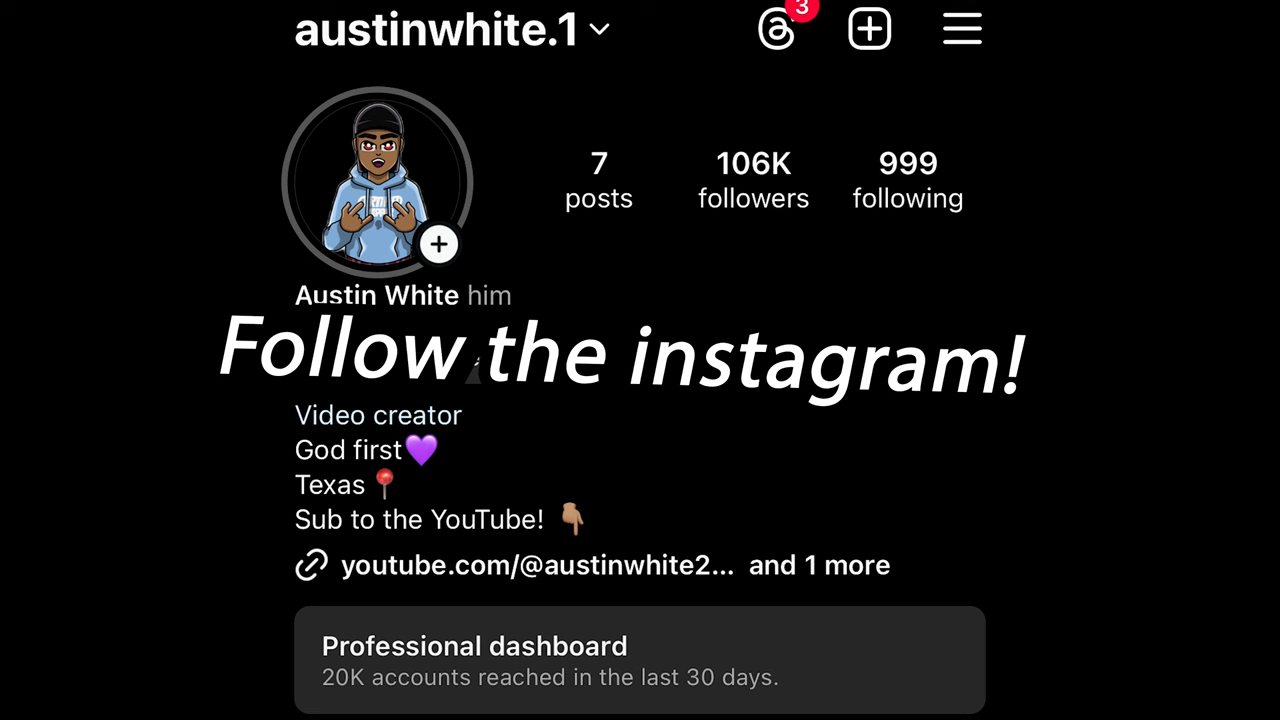 austinwhite.1
3
7 posts
106K followers
999 following
Austin White him
Follow the instagram!
Video creator
God first💜
Texas📍
Sub to the YouTube! 👇🏽
youtube.com/@austinwhite2... and 1 more
Professional dashboard
20K accounts reached in the last 30 days.